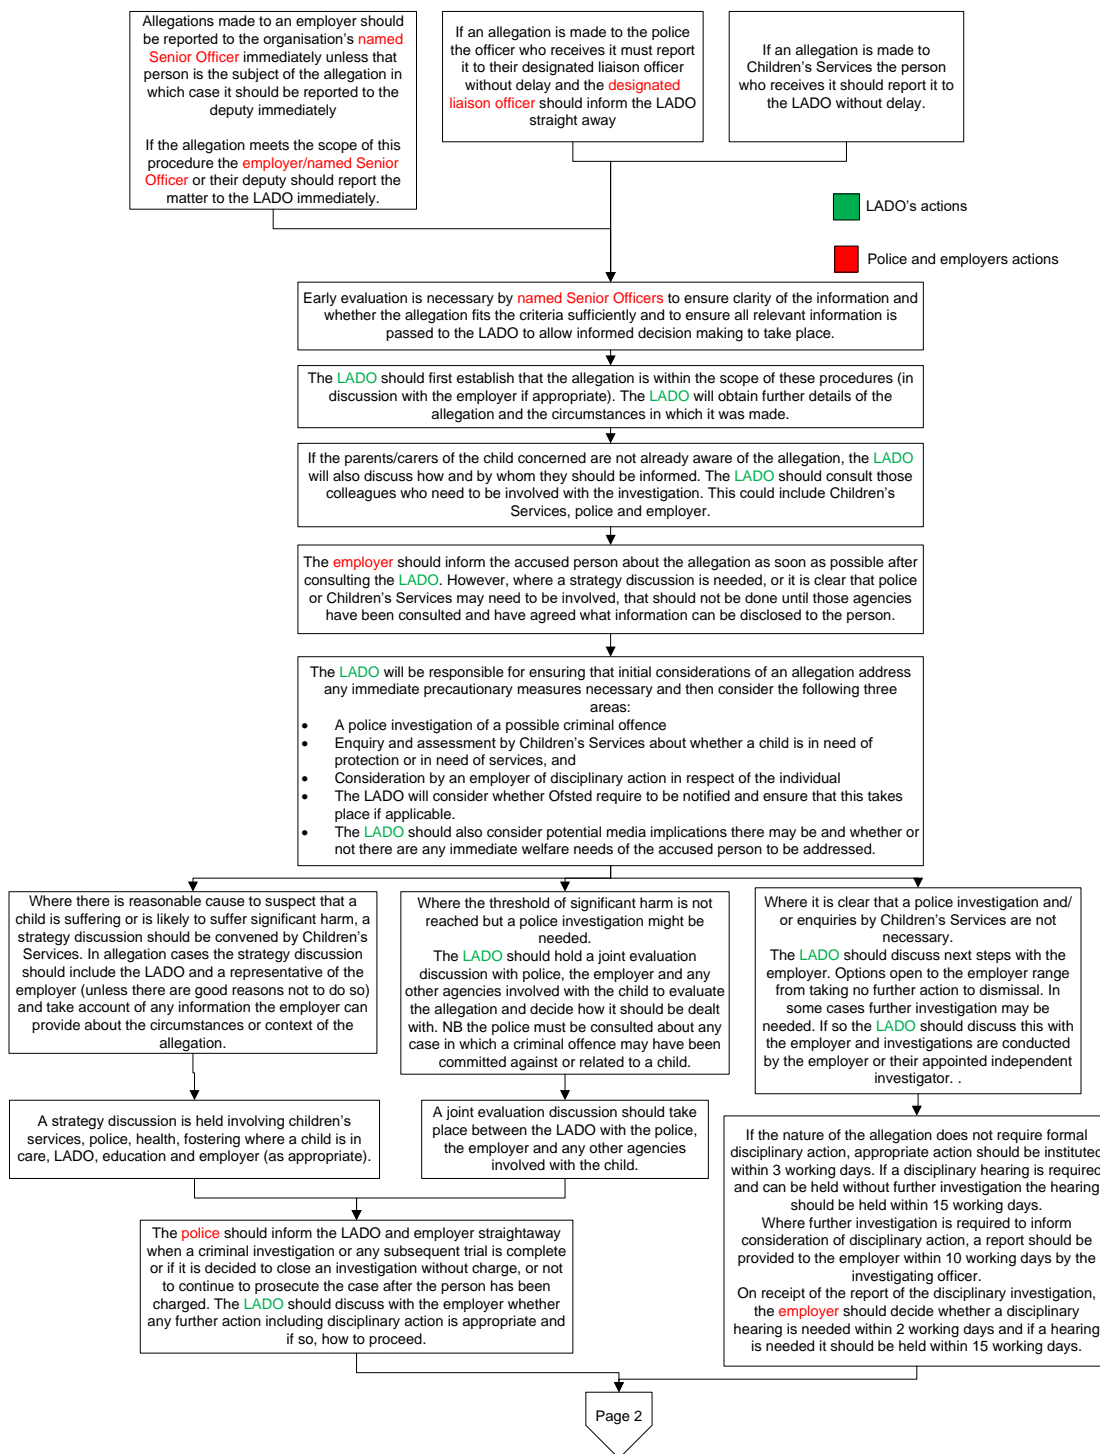 Allegations made to an employer should
be reported to the organisation's named
Senior Officer immediately unless that
person is the subject of the allegation in
which case it should be reported to the
deputy immediately
If the allegation meets the scope of this
procedure the employer/named Senior
Officer or their deputy should report the
matter to the LADO immediately.
If an allegation is made to the police
the officer who receives it must report
it to their designated liaison officer
without delay and the designated
liaison officer should inform the LADO
straight away
If an allegation is made to
Children's Services the person
who receives it should report it to
the LADO without delay.
LADO's actions
Police and employers actions
Early evaluation is necessary by named Senior Officers to ensure clarity of the information and
whether the allegation fits the criteria sufficiently and to ensure all relevant information is
passed to the LADO to allow informed decision making to take place.
The LADO should first establish that the allegation is within the scope of these procedures (in
discussion with the employer if appropriate). The LADO will obtain further details of the
allegation and the circumstances in which it was made.
If the parents/carers of the child concerned are not already aware of the allegation, the LADO
will also discuss how and by whom they should be informed. The LADO should consult those
colleagues who need to be involved with the investigation. This could include Children's
Services, police and employer.
The employer should inform the accused person about the allegation as soon as possible after
consulting the LADO. However, where a strategy discussion is needed, or it is clear that police
or Children's Services may need to be involved, that should not be done until those agencies
have been consulted and have agreed what information can be disclosed to the person.
The LADO will be responsible for ensuring that initial considerations of an allegation address
any immediate precautionary measures necessary and then consider the following three
areas:
• A police investigation of a possible criminal offence
• Enquiry and assessment by Children's Services about whether a child is in need of
protection or in need of services, and
• Consideration by an employer of disciplinary action in respect of the individual
• The LADO will consider whether Ofsted require to be notified and ensure that this takes
place if applicable.
• The LADO should also consider potential media implications there may be and whether or
not there are any immediate welfare needs of the accused person to be addressed.
Where there is reasonable cause to suspect that a
child is suffering or is likely to suffer significant harm, a
strategy discussion should be convened by Children's
Services. In allegation cases the strategy discussion
should include the LADO and a representative of the
employer (unless there are good reasons not to do so)
and take account of any information the employer can
provide about the circumstances or context of the
allegation.
Where the threshold of significant harm is not
reached but a police investigation might be
needed.
The LADO should hold a joint evaluation
discussion with police, the employer and any
other agencies involved with the child to evaluate
the allegation and decide how it should be dealt
with. NB the police must be consulted about any
case in which a criminal offence may have been
committed against or related to a child.
Where it is clear that a police investigation and/
or enquiries by Children's Services are not
necessary.
The LADO should discuss next steps with the
employer. Options open to the employer range
from taking no further action to dismissal. In
some cases further investigation may be
needed. If so the LADO should discuss this with
the employer and investigations are conducted
by the employer or their appointed independent
investigator. .
A strategy discussion is held involving children's
services, police, health, fostering where a child is in
care, LADO, education and employer (as appropriate).
A joint evaluation discussion should take
place between the LADO with the police,
the employer and any other agencies
involved with the child.
If the nature of the allegation does not require formal
disciplinary action, appropriate action should be instituted
within 3 working days. If a disciplinary hearing is required
and can be held without further investigation the hearing
should be held within 15 working days.
Where further investigation is required to inform
consideration of disciplinary action, a report should be
provided to the employer within 10 working days by the
investigating officer.
On receipt of the report of the disciplinary investigation,
the employer should decide whether a disciplinary
hearing is needed within 2 working days and if a hearing
is needed it should be held within 15 working days.
The police should inform the LADO and employer straightaway
when a criminal investigation or any subsequent trial is complete
or if it is decided to close an investigation without charge, or not
to continue to prosecute the case after the person has been
charged. The LADO should discuss with the employer whether
any further action including disciplinary action is appropriate and
if so, how to proceed.
Page 2